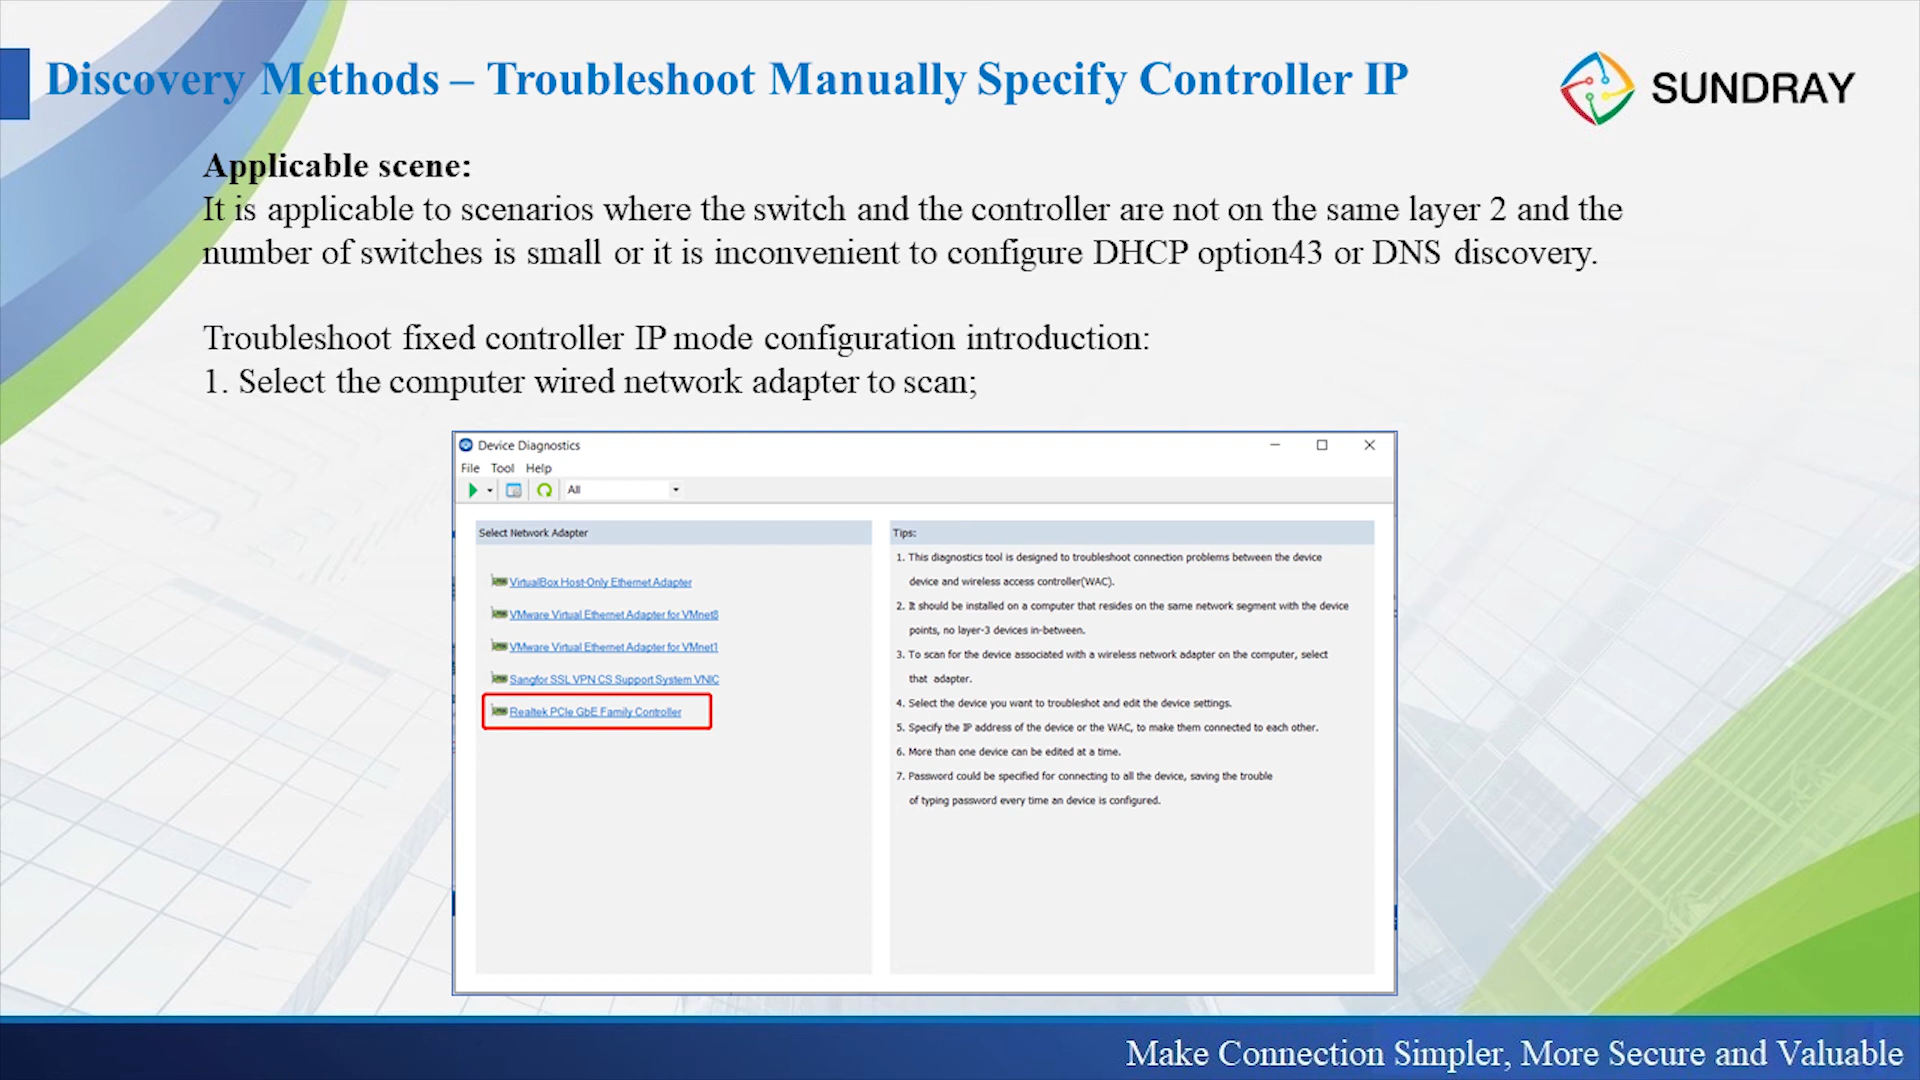 Discovery Methods – Troubleshoot Manually Specify Controller IP
SUNDRAY
Applicable scene:
It is applicable to scenarios where the switch and the controller are not on the same layer 2 and the
number of switches is small or it is inconvenient to configure DHCP option43 or DNS discovery.
Troubleshoot fixed controller IP mode configuration introduction:
1. Select the computer wired network adapter to scan;
Device Diagnostics
File Tool Help
All
Select Network Adapter
VirtualBox Host-Only Ethernet Adapter
VMware Virtual Ethernet Adapter for VMnet8
VMware Virtual Ethernet Adapter for VMnet1
Sangfor SSL VPN CS Support System VNIC
Realtek PCIe GbE Family Controller
Tips:
1. This diagnostics tool is designed to troubleshoot connection problems between the device
device and wireless access controller(WAC).
2. It should be installed on a computer that resides on the same network segment with the device
points, no layer-3 devices in-between.
3. To scan for the device associated with a wireless network adapter on the computer, select
that adapter.
4. Select the device you want to troubleshot and edit the device settings.
5. Specify the IP address of the device or the WAC, to make them connected to each other.
6. More than one device can be edited at a time.
7. Password could be specified for connecting to all the device, saving the trouble
of typing password every time an device is configured.
Make Connection Simpler, More Secure and Valuable